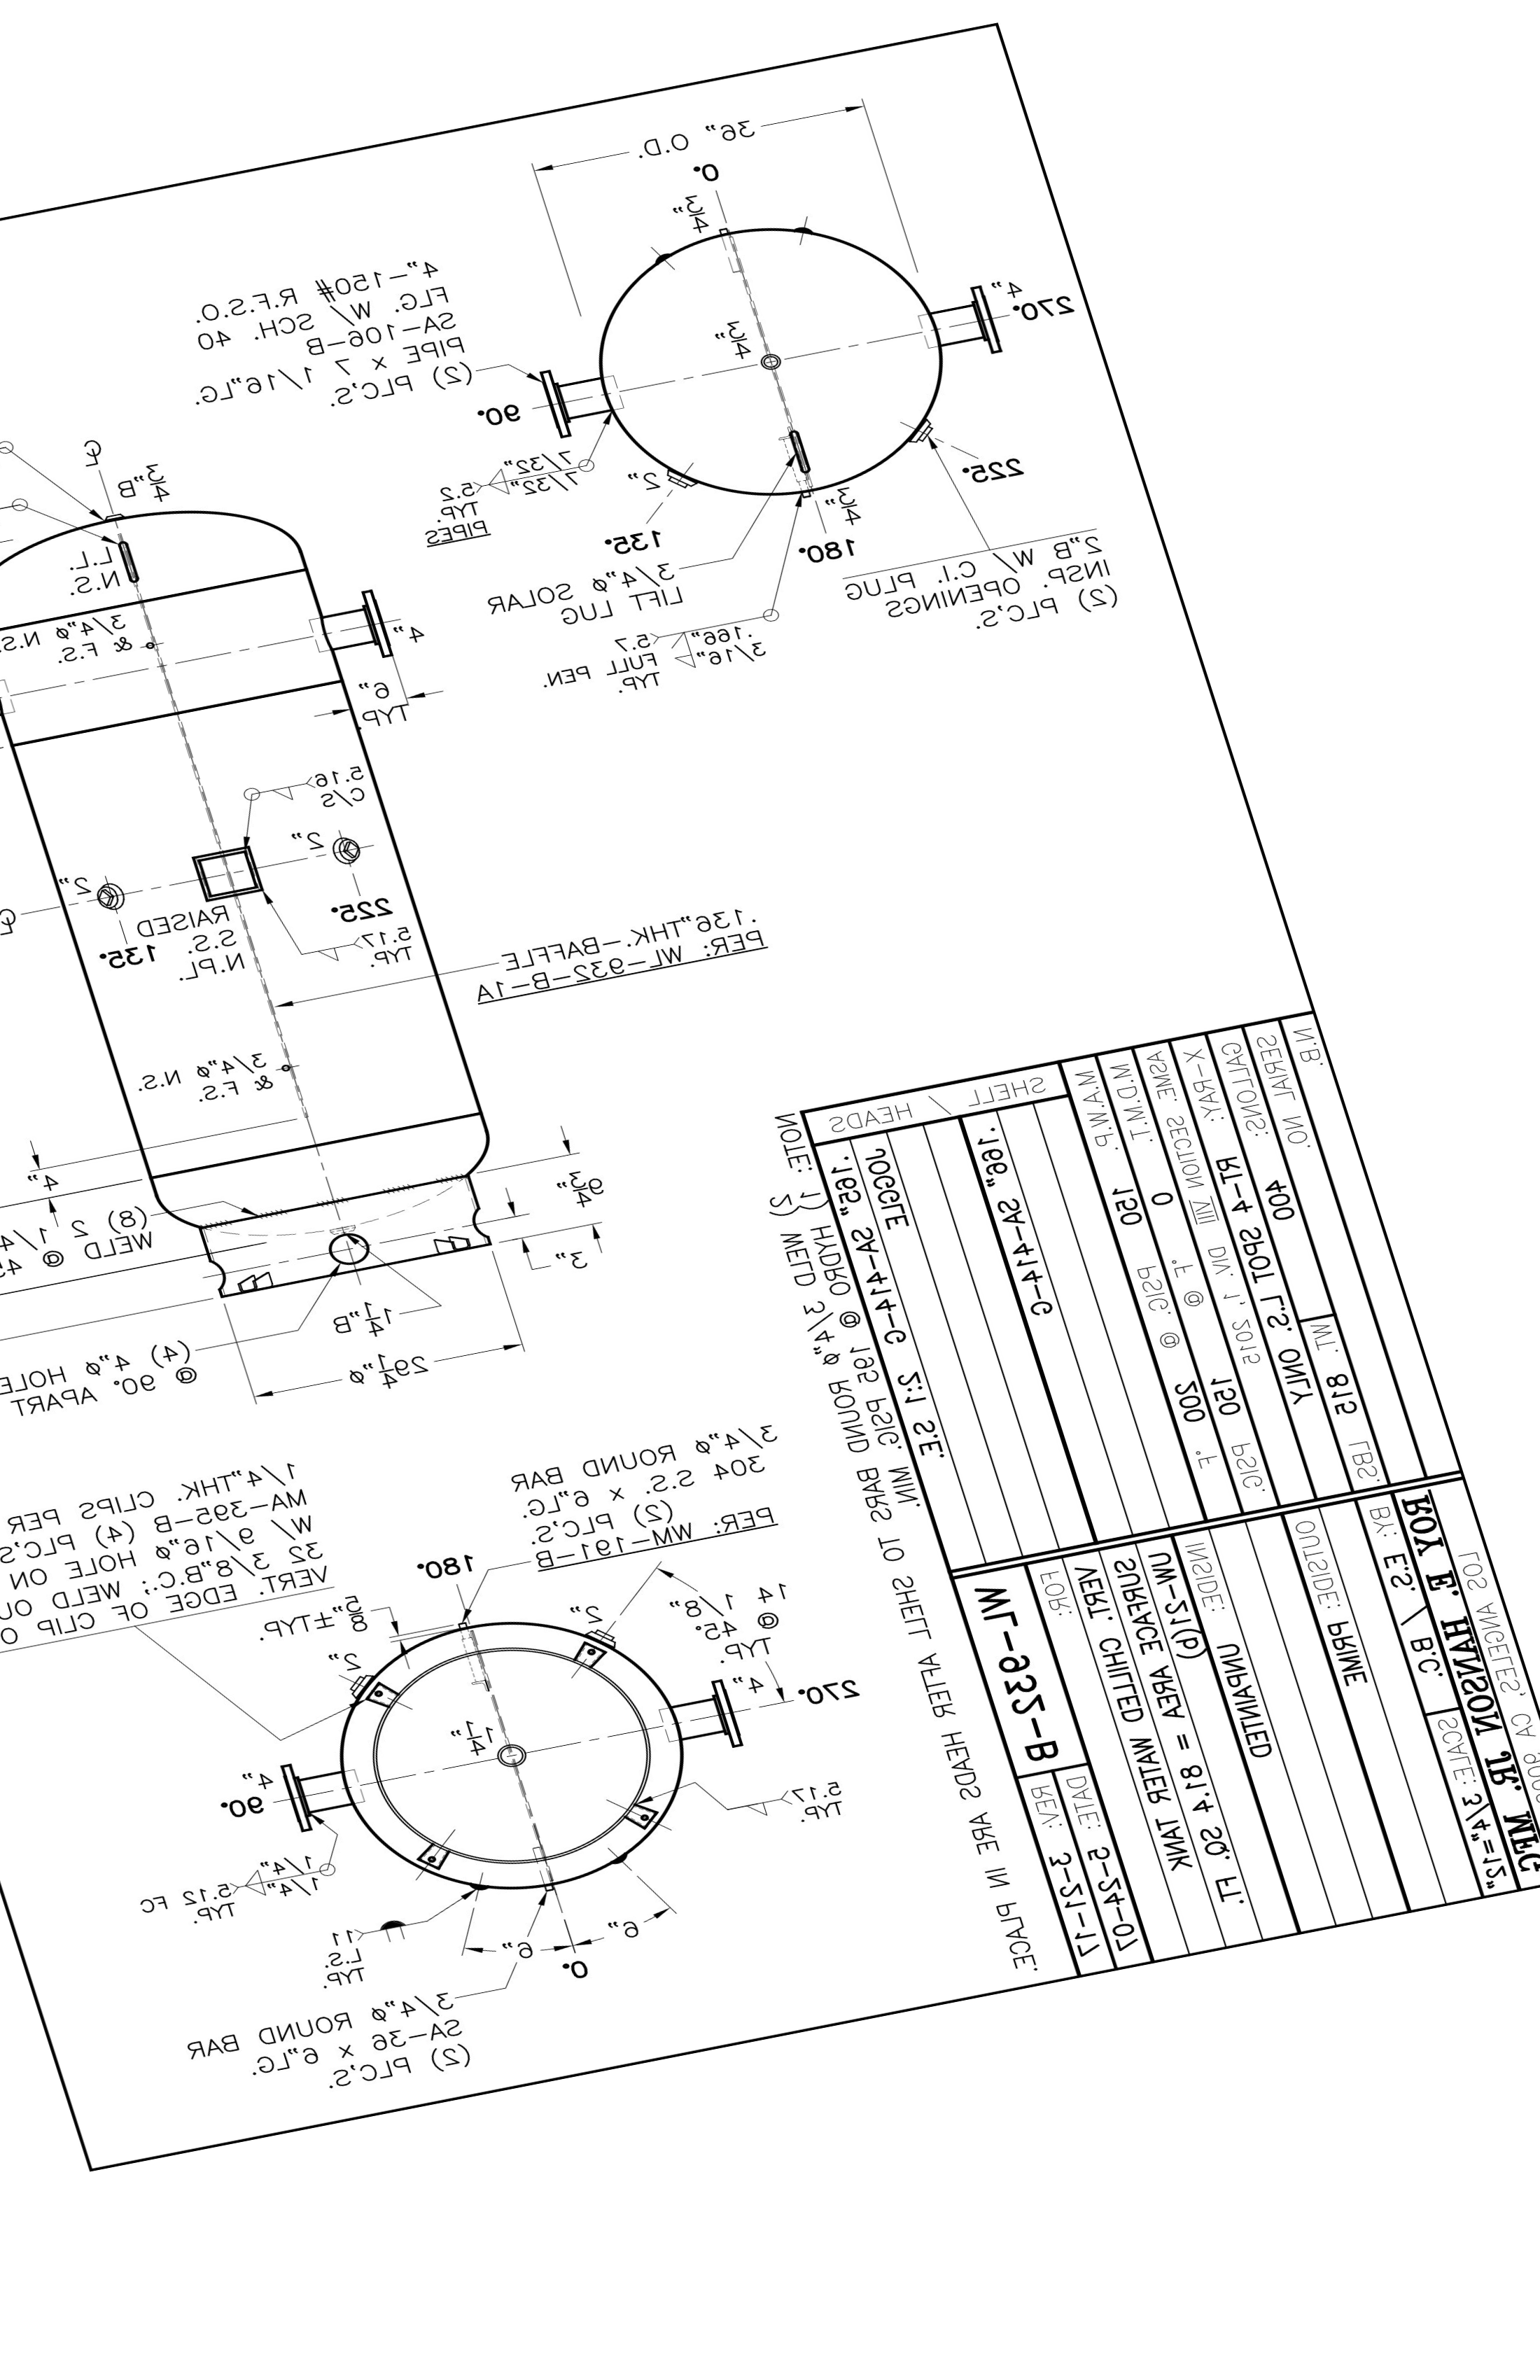 36" O.D.
0°
3/4"
4"
270°
4"-150# R.F.S.O.
FLG. W/ SCH. 40
SA-106-B
PIPE x 7 1/16"LG.
(2) PLC'S.
3/4"
90°
7/32"
7/32"
5.2
TYP.
PIPES
2"
135°
3/4"
180°
225°
3/4"ø SOLAR
LIFT LUG
2"B W/ C.I. PLUG
INSP. OPENINGS
(2) PLC'S.
.166"
3/16"
5.7
FULL PEN.
TYP.
℄
3/4"B
L.L.
N.S.
3/4"ø N.S.
& F.S.
4"
6"
TYP.
5.16
C/S
2"
2"
225°
135°
RAISED
S.S.
N.PL.
5.17
TYP.
.136"THK.-BAFFLE
PER: WL-932-B-1A
3/4"ø N.S.
& F.S.
4"
9 3/4"
3"
(8) 2 1/4
WELD @ 45
1 1/4"B
29 1/4"ø
(4) 4"ø HOLE
@ 90° APART
3/4"ø ROUND BAR
304 S.S. x 6"LG.
(2) PLC'S.
PER: WM-191-B
1/4"THK. CLIPS PER
MA-395-B (4) PLC'S
W/ 9/16"ø HOLE ON
32 3/8"B.C.; WELD
VERT. EDGE OF CLIP
180°
5/8"±TYP.
2"
2"
14 1/8"
@ 45°
TYP.
4"
270°
1 1/4"
4"
90°
5.17
TYP.
1/4"
1/4"
5.12 FC
TYP.
11
L.S.
TYP.
6"
6"
0°
3/4"ø ROUND BAR
SA-36 x 6"LG.
(2) PLC'S.
NOTE: 1) HYDRO @ 195 PSIG. MIN.
2) WELD 3/4"ø ROUND BARS TO SHELL AFTER HEADS ARE IN PLACE.
N.B.
SERIAL NO.
GALLONS: 400 WT. 815 LBS.
X-RAY: RT-4 SPOT L.S. ONLY
ASME. SECTION VIII DIV. 1, 2015
M.D.M.T. 0 °F. @ 150 PSIG.
M.A.W.P. 150 PSIG. @ 200 °F.
SHELL / HEADS
.166" SA-414-G
JOGGLE
.165" SA-414-G 2:1 S.E.
LOS ANGELES, CA
ROY E. HANSON JR. MFG
BY: E.S. / B.C. SCALE: 3/4"=12"
OUTSIDE: PRIME
INSIDE: UNPAINTED
UW-12(d)
SURFACE AREA = 81.4 SQ. FT.
VERT. CHILLED WATER TANK
FOR:
DATE: 5-24-07
WL-932-B REV. 3-21-17